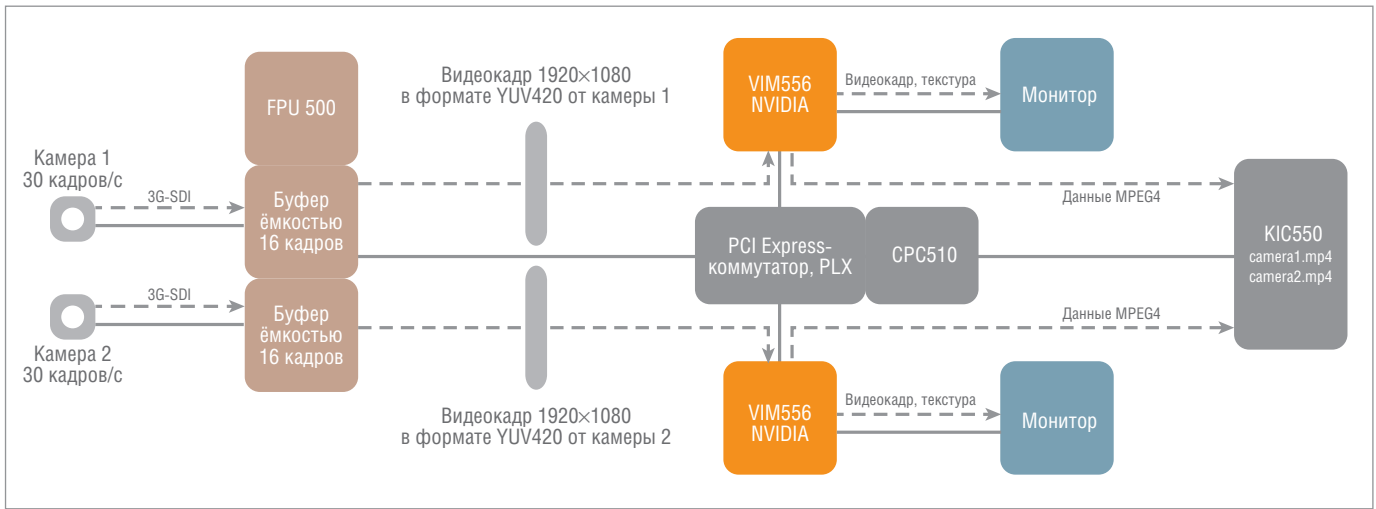 FPU 500
Видеокадр 1920×1080
в формате YUV420 от камеры 1
VIM556
NVIDIA
Видеокадр, текстура
Монитор
Камера 1
30 кадров/с
3G-SDI
Буфер
ёмкостью
16 кадров
Данные MPEG4
PCI Express-
коммутатор, PLX
CPC510
KIC550
camera1.mp4
camera2.mp4
3G-SDI
Камера 2
30 кадров/с
Буфер
ёмкостью
16 кадров
Данные MPEG4
Видеокадр 1920×1080
в формате YUV420 от камеры 2
VIM556
NVIDIA
Видеокадр, текстура
Монитор